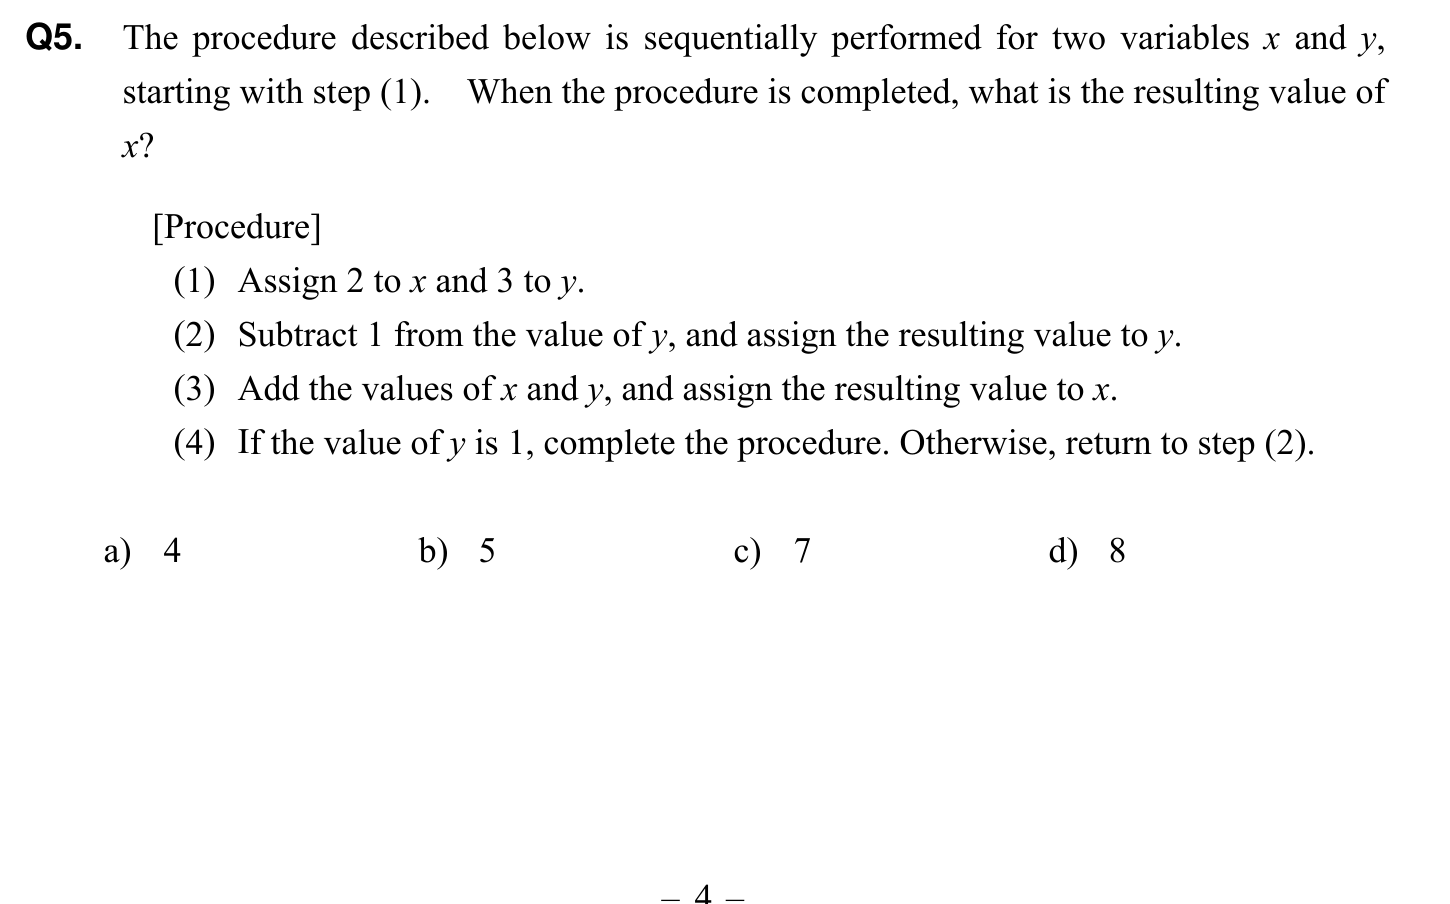 Q5. The procedure described below is sequentially performed for two variables x and y,
starting with step (1). When the procedure is completed, what is the resulting value of
x?
[Procedure]
(1) Assign 2 to x and 3 to y.
(2) Subtract 1 from the value of y, and assign the resulting value to y.
(3) Add the values of x and y, and assign the resulting value to x.
(4) If the value of y is 1, complete the procedure. Otherwise, return to step (2).
a) 4 b) 5 c) 7 d) 8
– 4 –